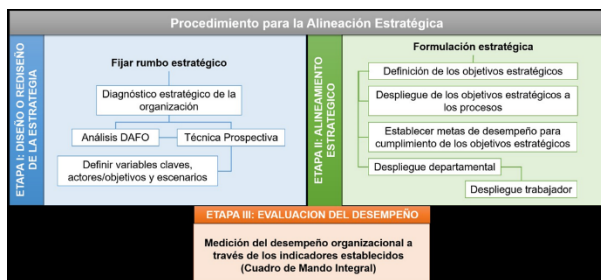 Procedimiento para la Alineación Estratégica
ETAPA I: DISEÑO O REDISEÑO
DE LA ESTRATEGIA
Fijar rumbo estratégico
Diagnóstico estratégico de la
organización
Análisis DAFO
Técnica Prospectiva
Definir variables claves,
actores/objetivos y escenarios
ETAPA II: ALINEAMIENTO
ESTRATEGICO
Formulación estratégica
Definición de los objetivos estratégicos
Despliegue de los objetivos estratégicos a
los procesos
Establecer metas de desempeño para
cumplimiento de los objetivos estratégicos
Despliegue departamental
Despliegue trabajador
ETAPA III: EVALUACION DEL DESEMPEÑO
Medición del desempeño organizacional a
través de los indicadores establecidos
(Cuadro de Mando Integral)